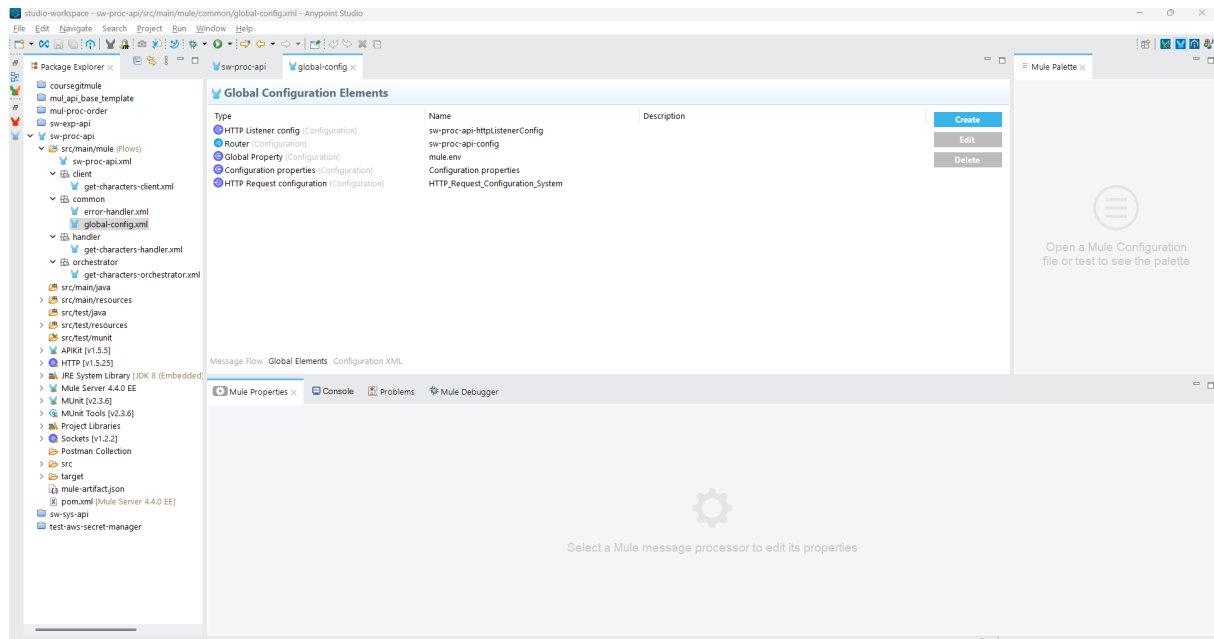 studio-workspace - sw-proc-api/src/main/mule/common/global-config.xml - Anypoint Studio
File Edit Navigate Search Project Run Window Help
Package Explorer
coursegitmule
mul_api_base_template
mul-proc-order
sw-exp-api
sw-proc-api
src/main/mule (Flows)
sw-proc-api.xml
client
get-characters-client.xml
common
error-handler.xml
global-config.xml
handler
get-characters-handler.xml
orchestrator
get-characters-orchestrator.xml
src/main/java
src/main/resources
src/test/java
src/test/resources
src/test/munit
APIKit [v1.5.5]
HTTP [v1.5.25]
JRE System Library [JDK 8 (Embedded)
Mule Server 4.4.0 EE
MUnit [v2.3.6]
MUnit Tools [v2.3.6]
Project Libraries
Sockets [v1.2.2]
Postman Collection
src
target
mule-artifact.json
pom.xml [Mule Server 4.4.0 EE]
sw-sys-api
test-aws-secret-manager
sw-proc-api global-config
Global Configuration Elements
Type Name Description
HTTP Listener config (Configuration) sw-proc-api-httpListenerConfig
Router (Configuration) sw-proc-api-config
Global Property (Configuration) mule.env
Configuration properties (Configuration) Configuration properties
HTTP Request configuration (Configuration) HTTP_Request_Configuration_System
Create
Edit
Delete
Message Flow Global Elements Configuration XML
Mule Properties Console Problems Mule Debugger
Select a Mule message processor to edit its properties
Mule Palette
Open a Mule Configuration
file or test to see the palette